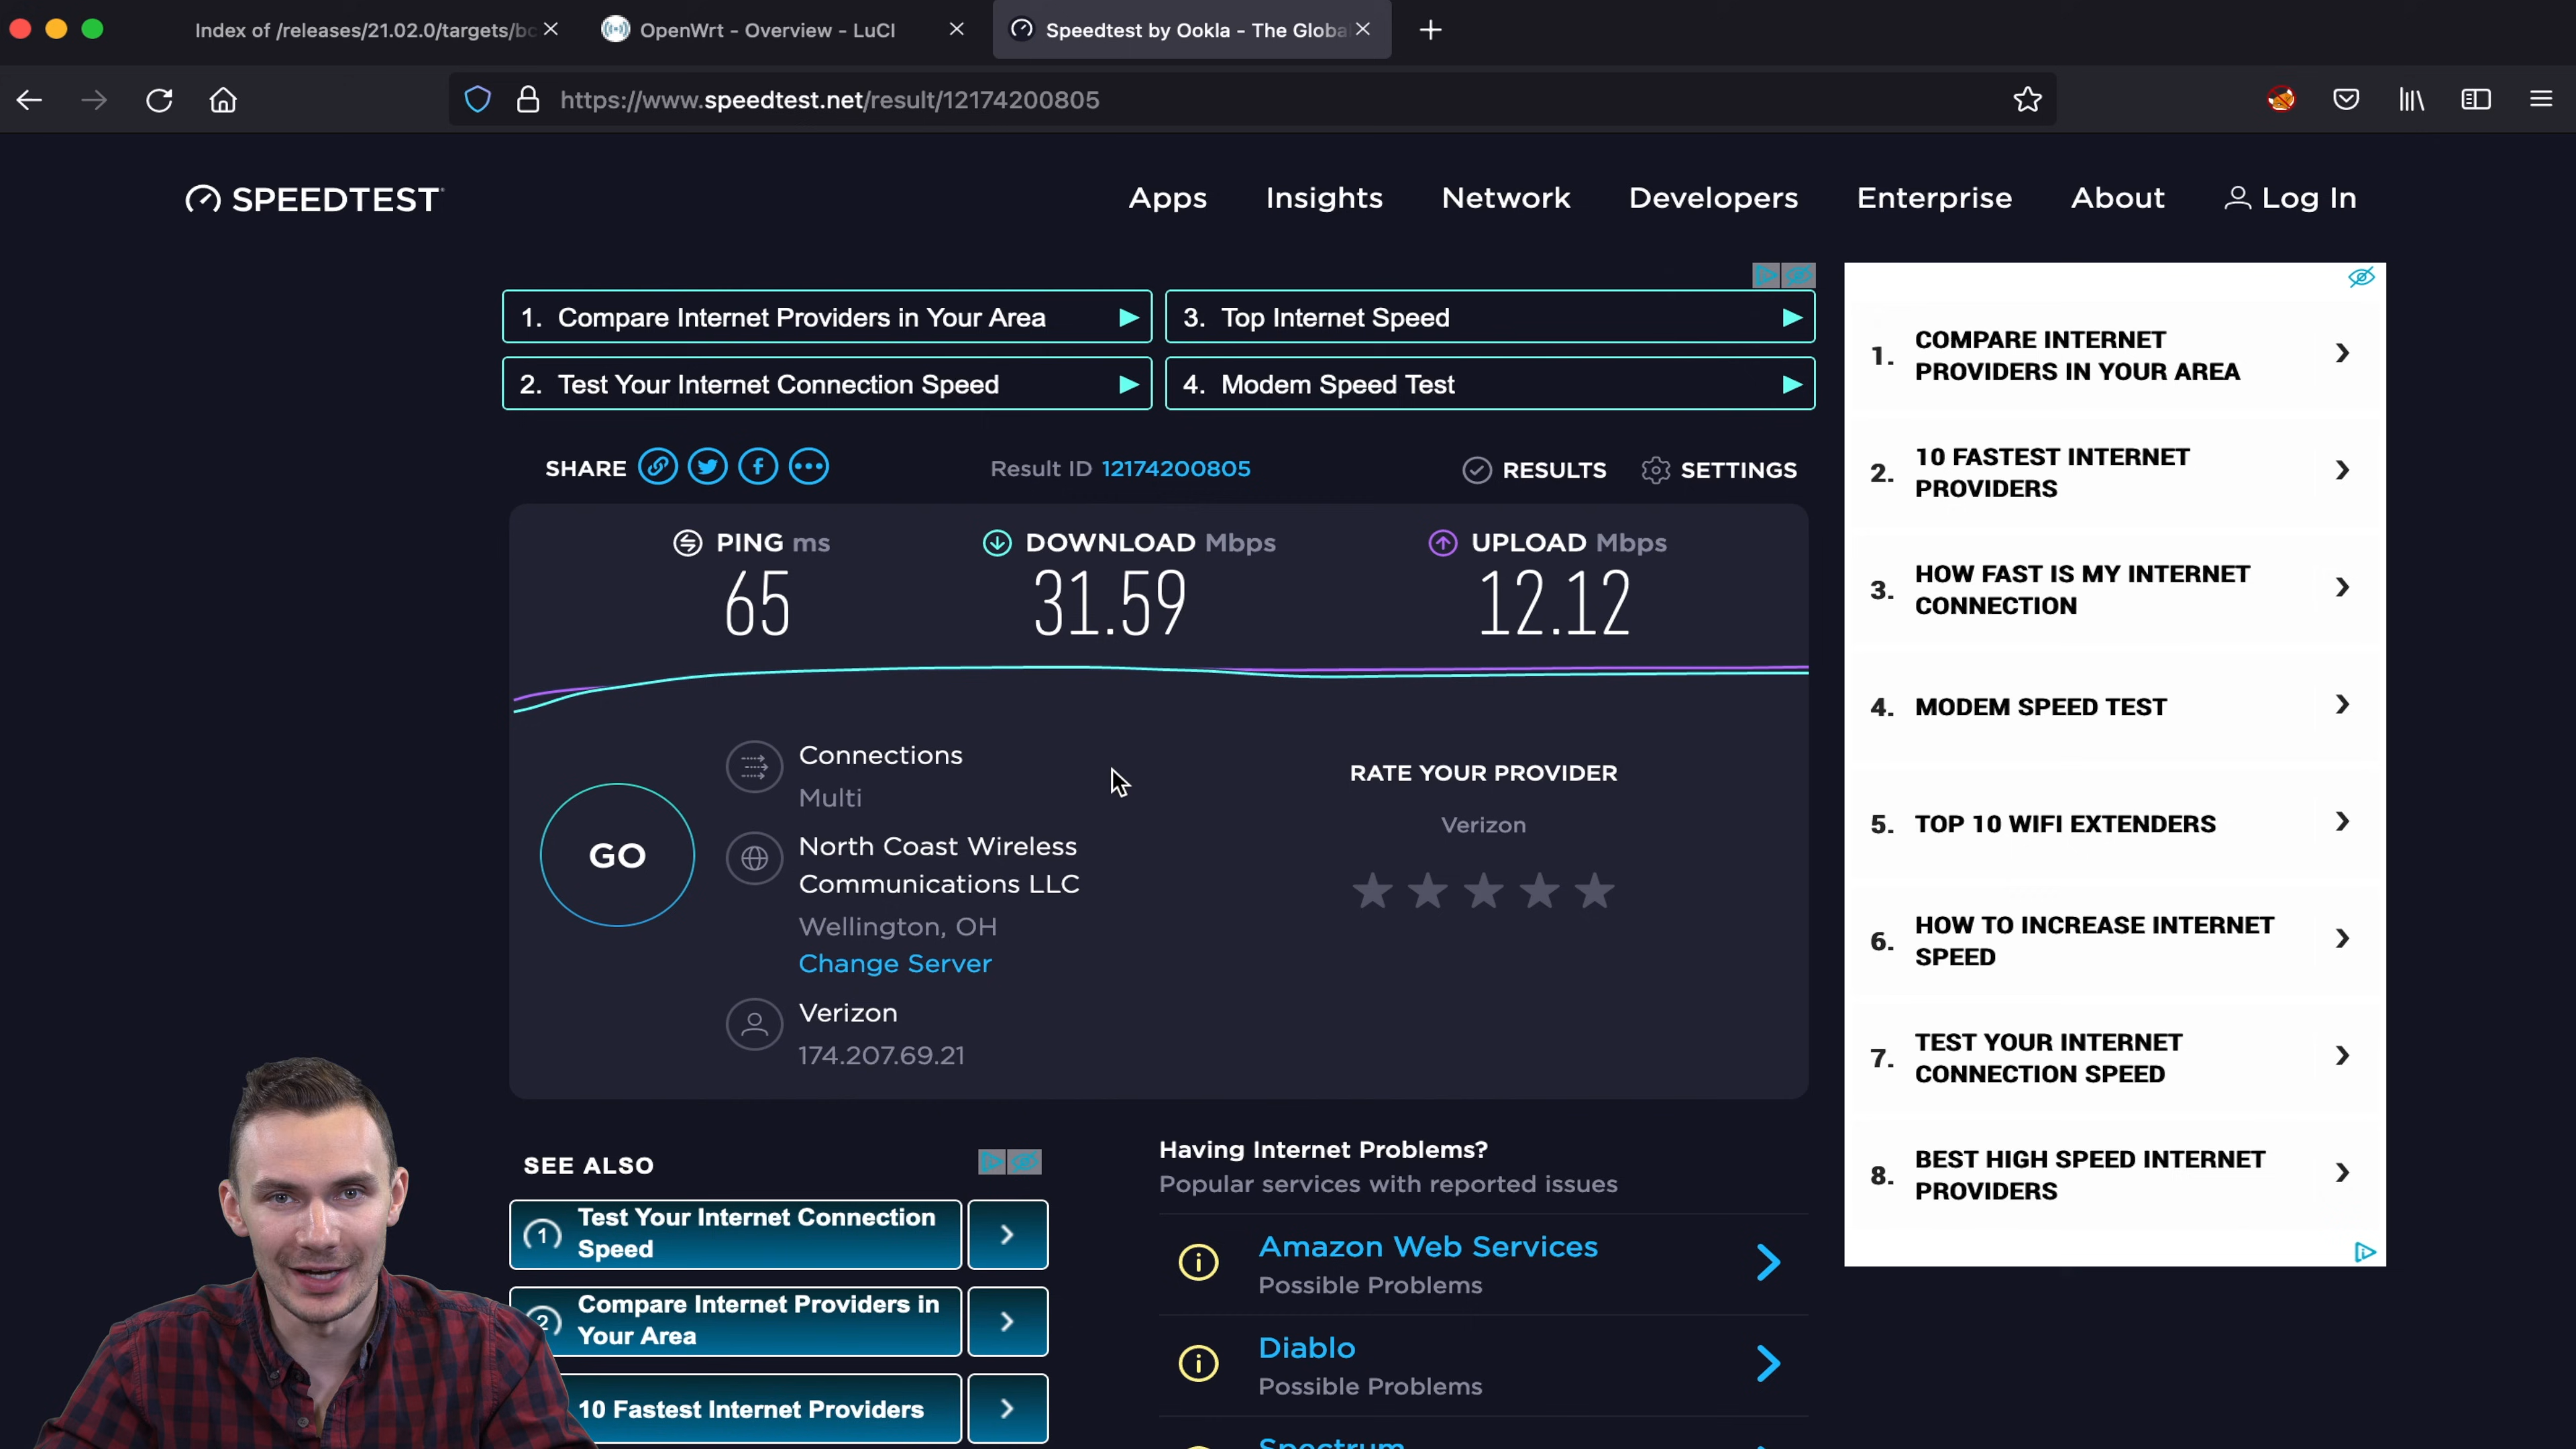 Index of /releases/21.02.0/targets/bc
OpenWrt - Overview - LuCI
Speedtest by Ookla - The Globa
https://www.speedtest.net/result/12174200805
SPEEDTEST
Apps
Insights
Network
Developers
Enterprise
About
Log In
1. Compare Internet Providers in Your Area
3. Top Internet Speed
2. Test Your Internet Connection Speed
4. Modem Speed Test
SHARE
Result ID 12174200805
RESULTS
SETTINGS
PING ms
DOWNLOAD Mbps
UPLOAD Mbps
65
31.59
12.12
GO
Connections
Multi
North Coast Wireless
Communications LLC
Wellington, OH
Change Server
Verizon
174.207.69.21
RATE YOUR PROVIDER
Verizon
SEE ALSO
1 Test Your Internet Connection
Speed
2 Compare Internet Providers in
Your Area
10 Fastest Internet Providers
Having Internet Problems?
Popular services with reported issues
Amazon Web Services
Possible Problems
Diablo
Possible Problems
Spectrum
1. COMPARE INTERNET
PROVIDERS IN YOUR AREA
2. 10 FASTEST INTERNET
PROVIDERS
3. HOW FAST IS MY INTERNET
CONNECTION
4. MODEM SPEED TEST
5. TOP 10 WIFI EXTENDERS
6. HOW TO INCREASE INTERNET
SPEED
7. TEST YOUR INTERNET
CONNECTION SPEED
8. BEST HIGH SPEED INTERNET
PROVIDERS